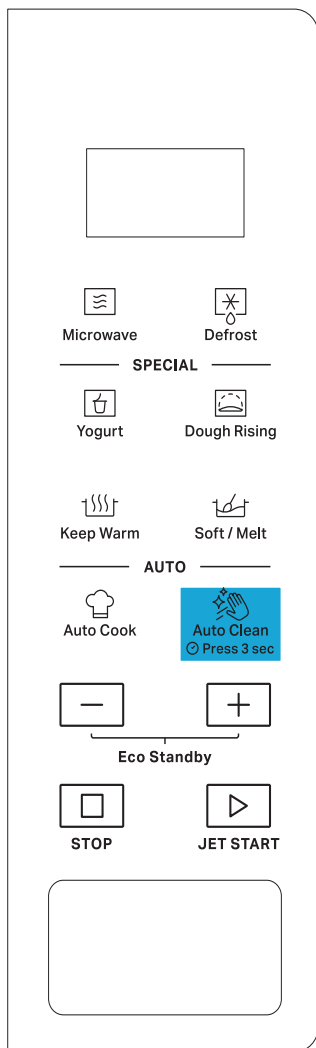 Microwave
Defrost
SPECIAL
Yogurt
Dough Rising
Keep Warm
Soft / Melt
AUTO
Auto Cook
Auto Clean
Press 3 sec
Eco Standby
STOP
JET START